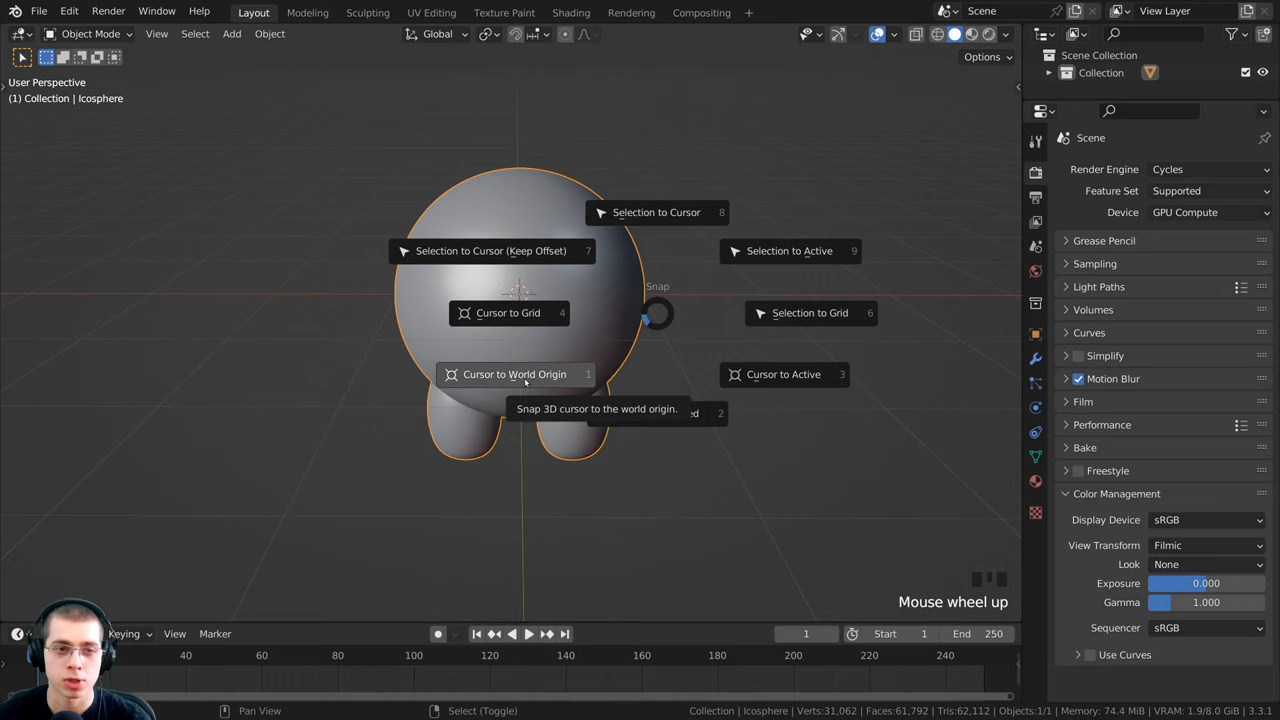 File Edit Render Window Help Layout Modeling Sculpting UV Editing Texture Paint Shading Rendering Compositing Scene View Layer
Object Mode View Select Add Object Global
Options
User Perspective
(1) Collection | Icosphere
Selection to Cursor 8
Selection to Cursor (Keep Offset) 7
Selection to Active 9
Snap
Cursor to Grid 4
Selection to Grid 6
Cursor to World Origin 1
Cursor to Active 3
Snap 3D cursor to the world origin.
ed 2
Mouse wheel up
Scene Collection
Collection
Scene
Render Engine Cycles
Feature Set Supported
Device GPU Compute
Grease Pencil
Sampling
Light Paths
Volumes
Curves
Simplify
Motion Blur
Film
Performance
Bake
Freestyle
Color Management
Display Device sRGB
View Transform Filmic
Look None
Exposure 0.000
Gamma 1.000
Sequencer sRGB
Use Curves
Keying View Marker 1 Start 1 End 250
40 60 80 100 120 140 160 180 200 220 240
Pan View Select (Toggle) Collection | Icosphere | Verts:31,062 | Faces:61,792 | Tris:62,112 | Objects:1/1 | Memory: 74.4 MiB | VRAM: 1.9/8.0 GiB | 3.3.1